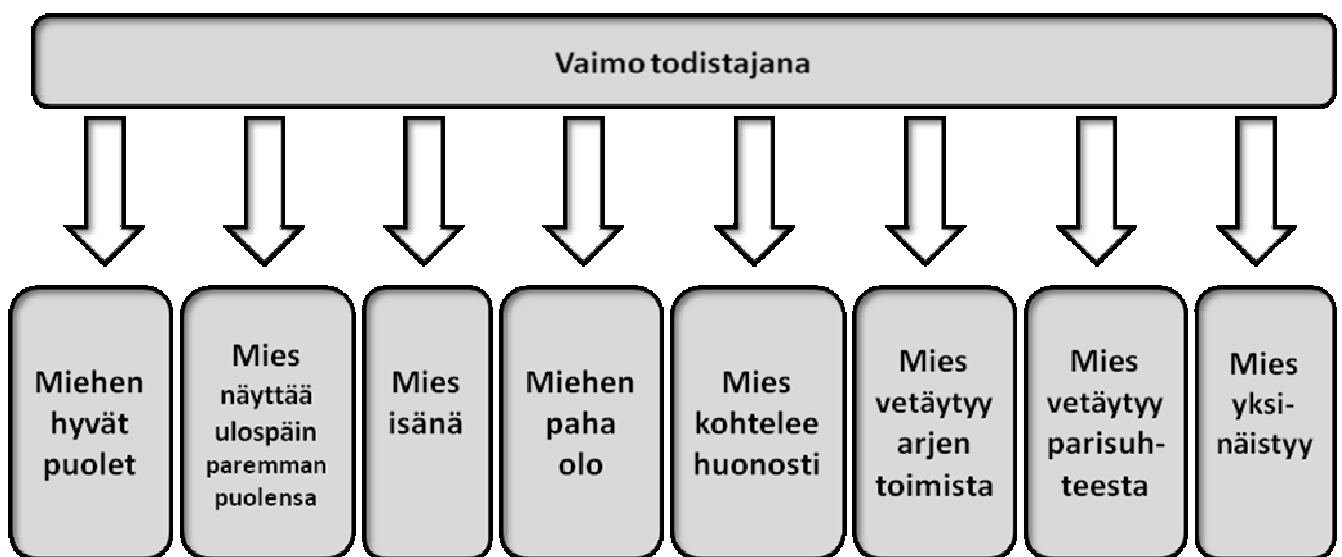 Vaimo todistajana
Miehen
hyvät
puolet
Mies
näyttää
ulospäin
paremman
puolensa
Mies
isänä
Miehen
paha
olo
Mies
kohtelee
huonosti
Mies
vetäytyy
arjen
toimista
Mies
vetäytyy
parisuh-
teesta
Mies
yksi-
näistyy